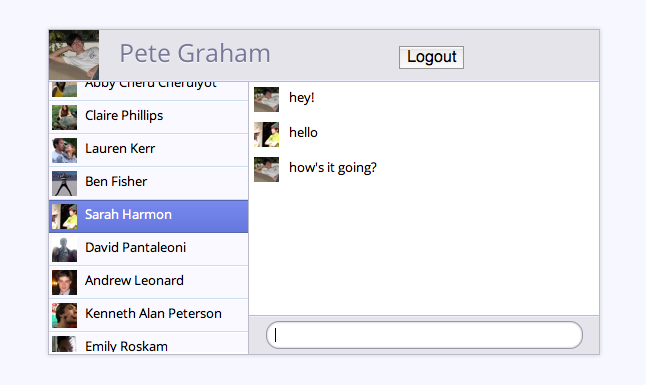 Pete Graham
Logout
Abby Cheru Cherulyot
Claire Phillips
Lauren Kerr
Ben Fisher
Sarah Harmon
David Pantaleoni
Andrew Leonard
Kenneth Alan Peterson
Emily Roskam
hey!
hello
how's it going?